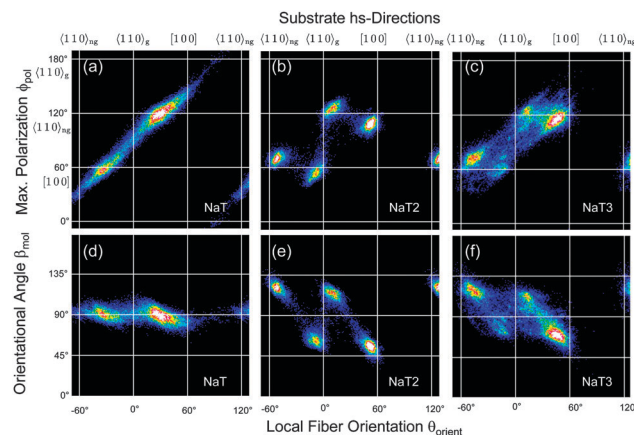 Substrate hs-Directions
⟨110⟩ng ⟨110⟩g [100] ⟨110⟩ng ⟨110⟩g [100] ⟨110⟩ng ⟨110⟩g [100] ⟨110⟩ng
Max. Polarization ϕpol
180°
⟨110⟩g
120°
⟨110⟩ng
60°
[100]
0°
(a) (b) (c)
NaT NaT2 NaT3
Orientational Angle βmol
135°
90°
45°
0°
(d) (e) (f)
NaT NaT2 NaT3
-60° 0° 60° 120° -60° 0° 60° 120° -60° 0° 60° 120°
Local Fiber Orientation θorient